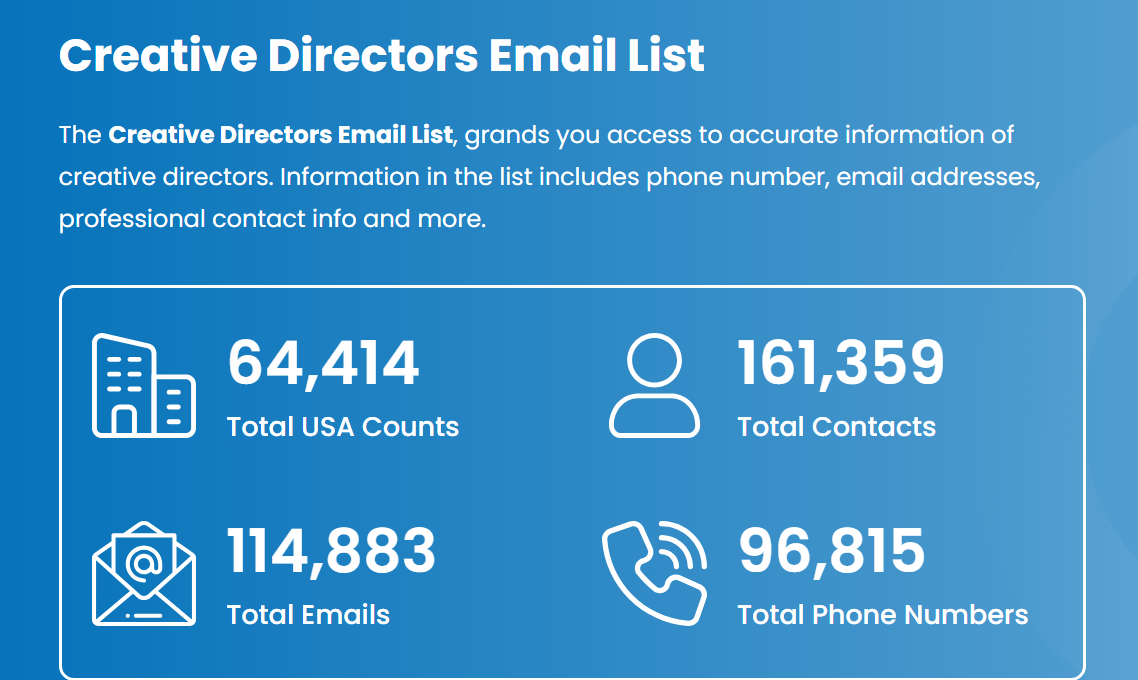 Creative Directors Email List
The Creative Directors Email List, grands you access to accurate information of
creative directors. Information in the list includes phone number, email addresses,
professional contact info and more.
64,414
Total USA Counts
161,359
Total Contacts
114,883
Total Emails
96,815
Total Phone Numbers